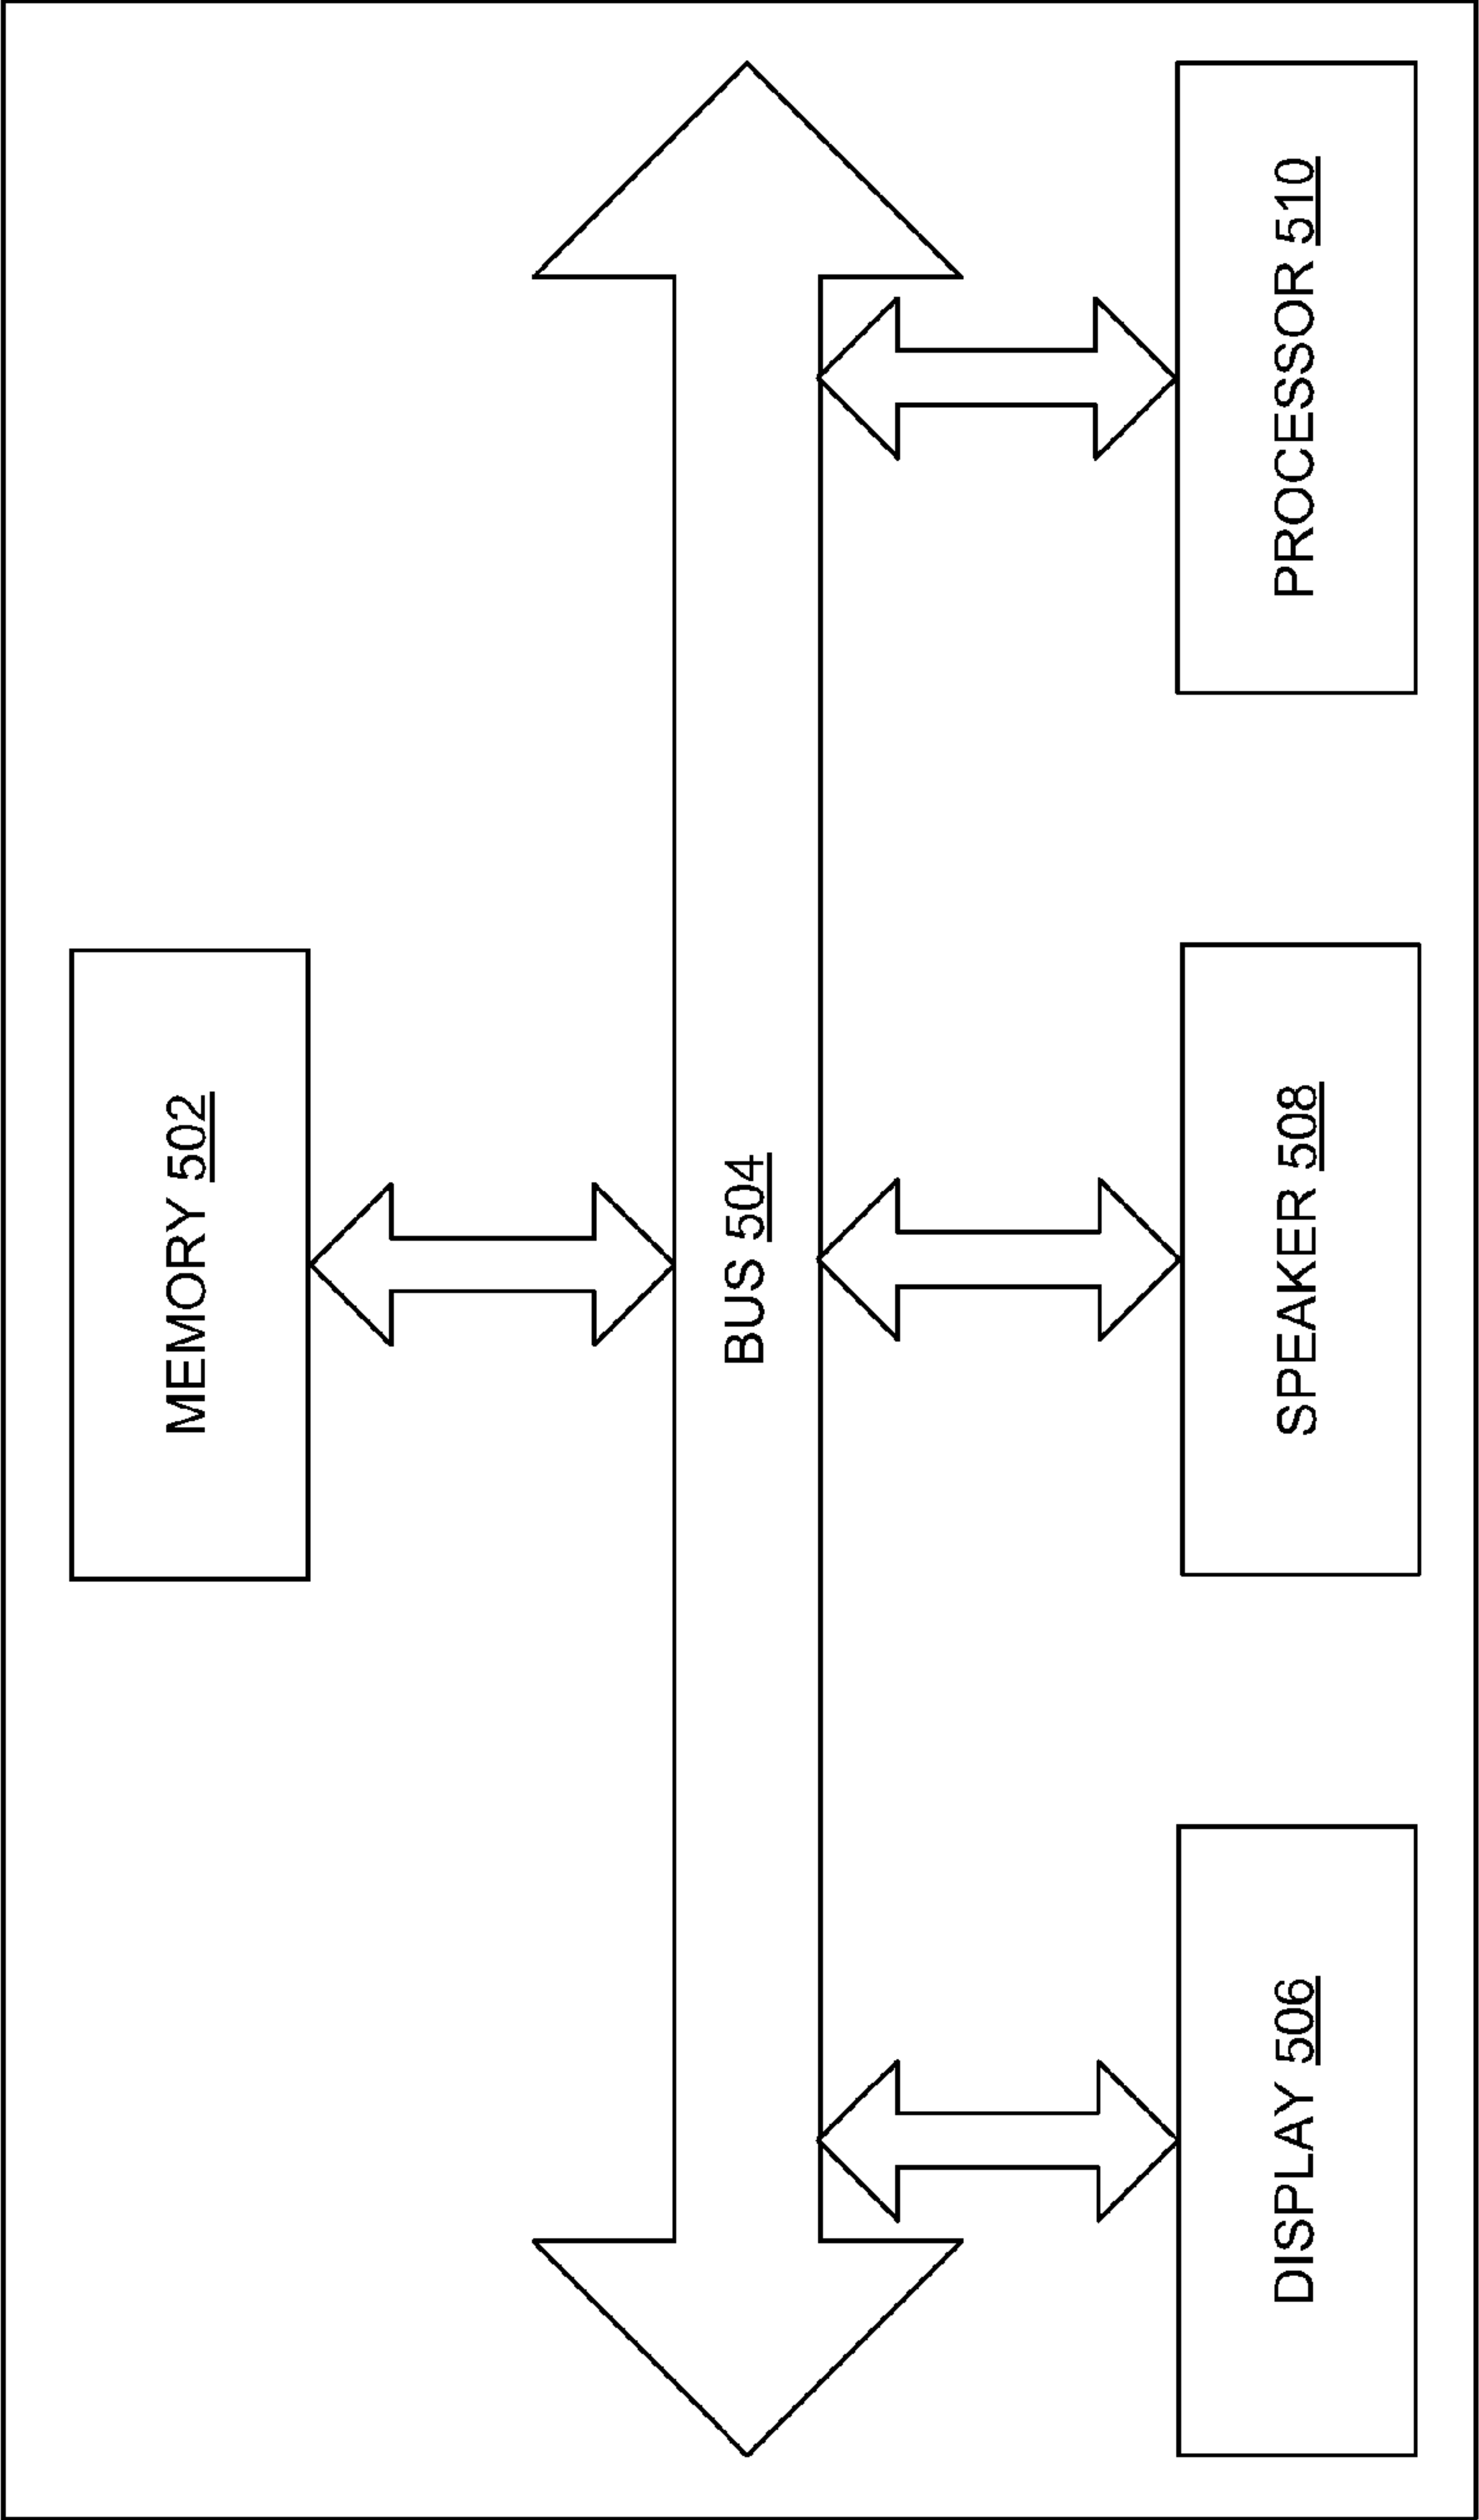 MEMORY 502
BUS 504
DISPLAY 506
SPEAKER 508
PROCESSOR 510